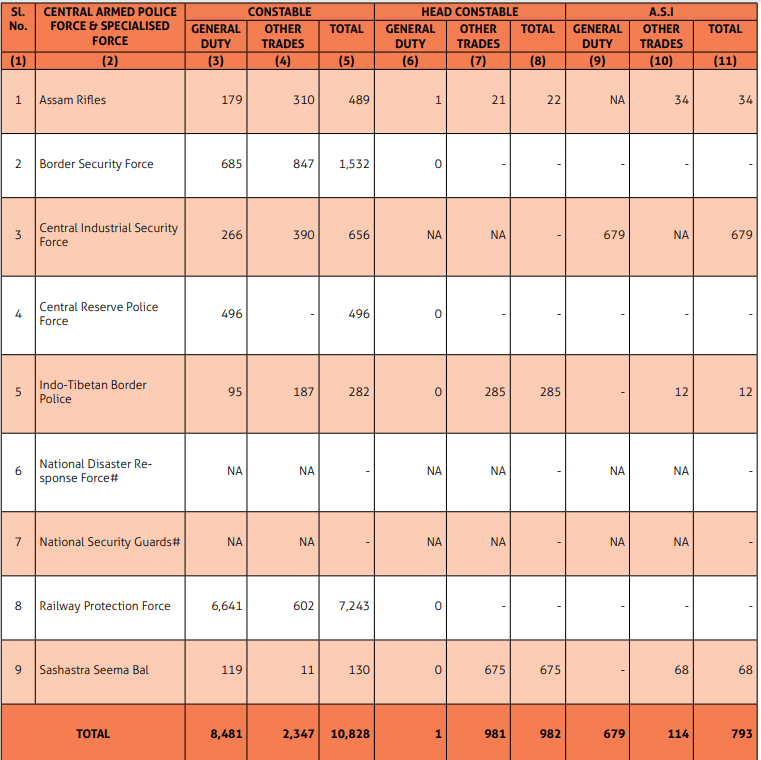 Sl. No. | CENTRAL ARMED POLICE FORCE & SPECIALISED FORCE | CONSTABLE | HEAD CONSTABLE | A.S.I
GENERAL DUTY | OTHER TRADES | TOTAL | GENERAL DUTY | OTHER TRADES | TOTAL | GENERAL DUTY | OTHER TRADES | TOTAL
(1) | (2) | (3) | (4) | (5) | (6) | (7) | (8) | (9) | (10) | (11)
1 | Assam Rifles | 179 | 310 | 489 | 1 | 21 | 22 | NA | 34 | 34
2 | Border Security Force | 685 | 847 | 1,532 | 0 | - | - | - | - | -
3 | Central Industrial Security Force | 266 | 390 | 656 | NA | NA | - | 679 | NA | 679
4 | Central Reserve Police Force | 496 | - | 496 | 0 | - | - | - | - | -
5 | Indo-Tibetan Border Police | 95 | 187 | 282 | 0 | 285 | 285 | - | 12 | 12
6 | National Disaster Re-sponse Force# | NA | NA | - | NA | NA | - | NA | NA | -
7 | National Security Guards# | NA | NA | - | NA | NA | - | NA | NA | -
8 | Railway Protection Force | 6,641 | 602 | 7,243 | 0 | - | - | - | - | -
9 | Sashastra Seema Bal | 119 | 11 | 130 | 0 | 675 | 675 | - | 68 | 68
TOTAL | 8,481 | 2,347 | 10,828 | 1 | 981 | 982 | 679 | 114 | 793